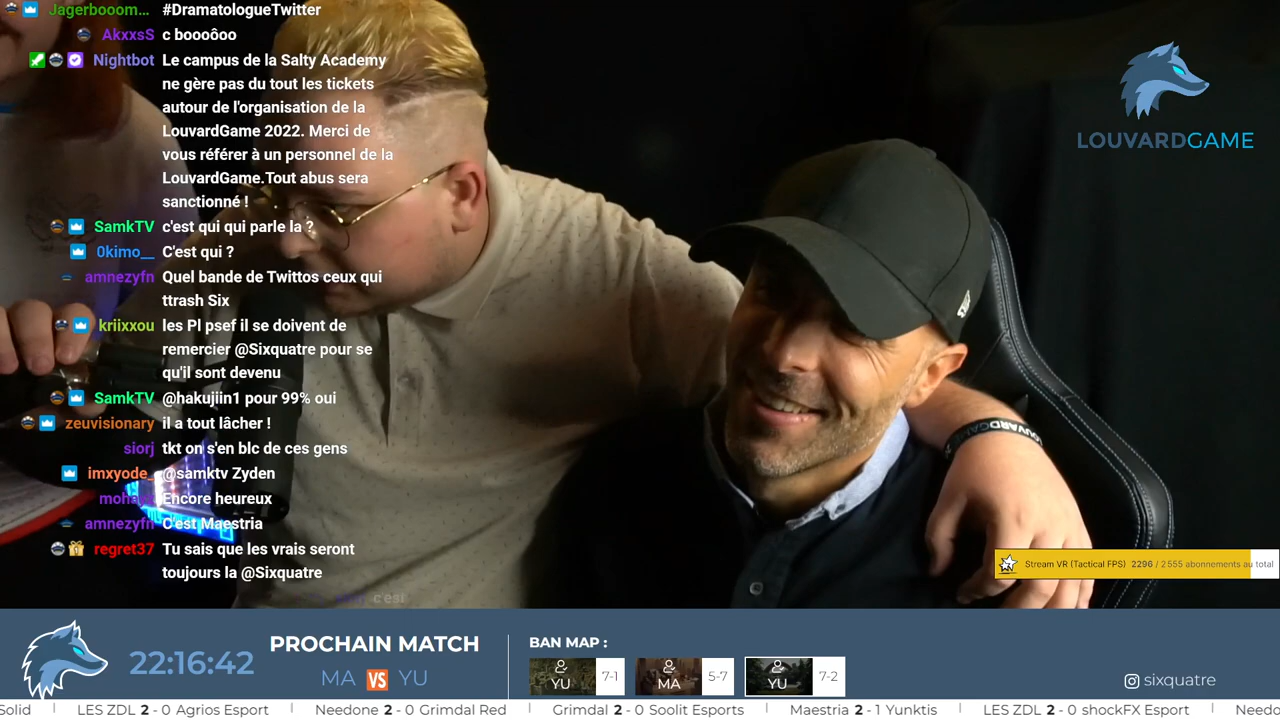 Jagerbooom... #DramatologueTwitter
AkxxsS c boooôoo
Nightbot Le campus de la Salty Academy
ne gère pas du tout les tickets
autour de l'organisation de la
LouvardGame 2022. Merci de
vous référer à un personnel de la
LouvardGame.Tout abus sera
sanctionné !
SamkTV c'est qui qui parle la ?
0kimo__ C'est qui ?
amnezyfn Quel bande de Twittos ceux qui
ttrash Six
kriixxou les Pl psef il se doivent de
remercier @Sixquatre pour se
qu'il sont devenu
SamkTV @hakujiin1 pour 99% oui
zeuvisionary il a tout lâcher !
siorj tkt on s'en blc de ces gens
imxyode_ @samktv Zyden
Encore heureux
amnezyfn C'est Maestria
regret37 Tu sais que les vrais seront
toujours la @Sixquatre
c'est
LOUVARDGAME
LOUVARDGAME
Stream VR (Tactical FPS) 2296 / 2 555 abonnements au total
22:16:42
PROCHAIN MATCH
MA VS YU
BAN MAP :
YU 7-1
MA 5-7
YU 7-2
sixquatre
Solid | LES ZDL 2 - 0 Agrios Esport | Needone 2 - 0 Grimdal Red | Grimdal 2 - 0 Soolit Esports | Maestria 2 - 1 Yunktis | LES ZDL 2 - 0 shockFX Esport | Needo